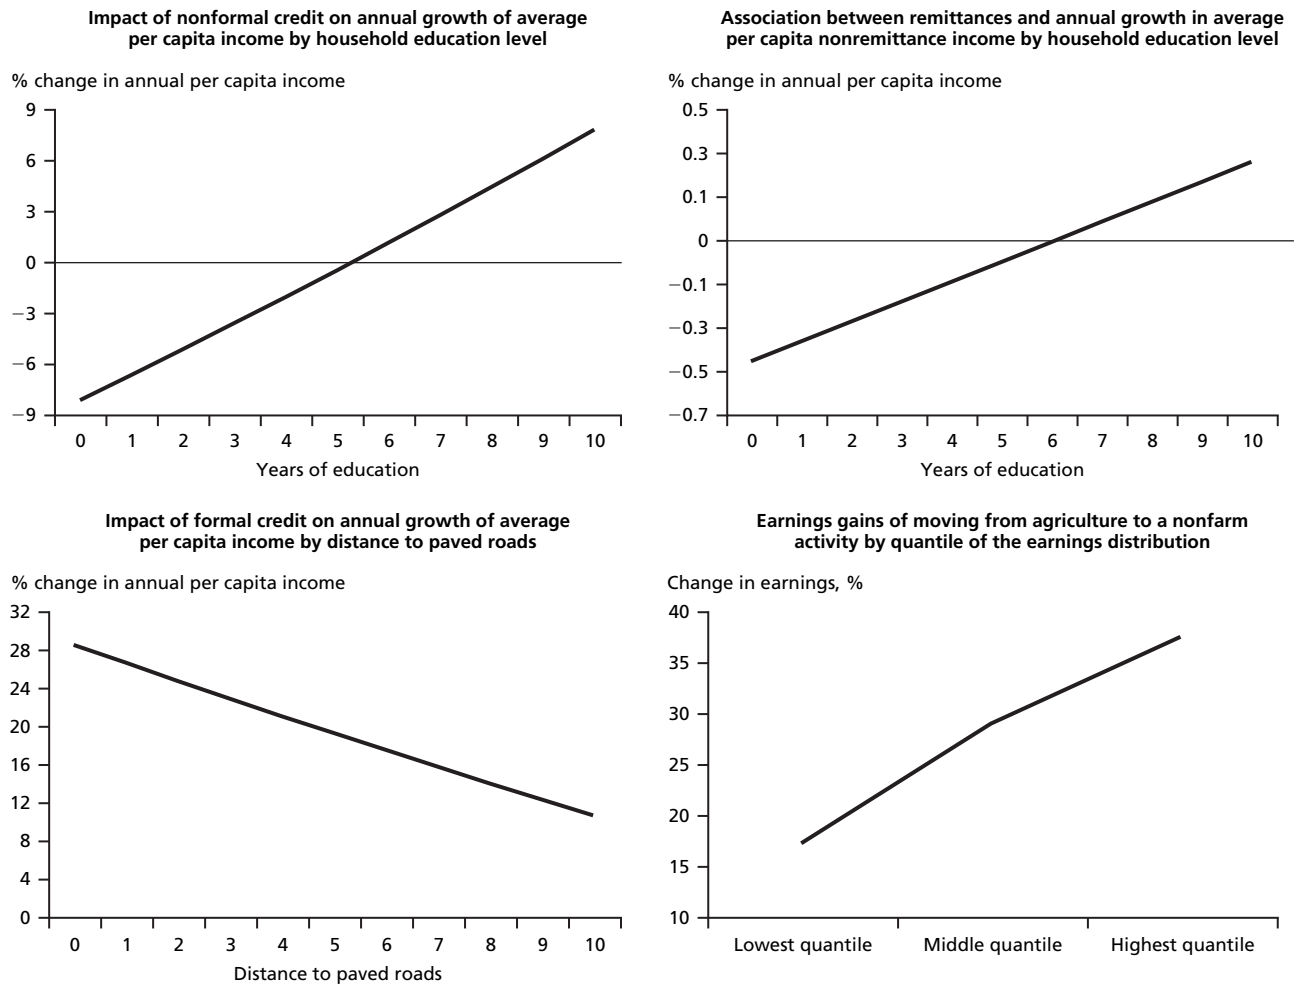 Impact of nonformal credit on annual growth of average
per capita income by household education level
% change in annual per capita income
9
6
3
0
−3
−6
−9
0 1 2 3 4 5 6 7 8 9 10
Years of education
Association between remittances and annual growth in average
per capita nonremittance income by household education level
% change in annual per capita income
0.5
0.3
0.1
0
−0.1
−0.3
−0.5
−0.7
0 1 2 3 4 5 6 7 8 9 10
Years of education
Impact of formal credit on annual growth of average
per capita income by distance to paved roads
% change in annual per capita income
32
28
24
20
16
12
8
4
0
0 1 2 3 4 5 6 7 8 9 10
Distance to paved roads
Earnings gains of moving from agriculture to a nonfarm
activity by quantile of the earnings distribution
Change in earnings, %
40
35
30
25
20
15
10
Lowest quantile Middle quantile Highest quantile